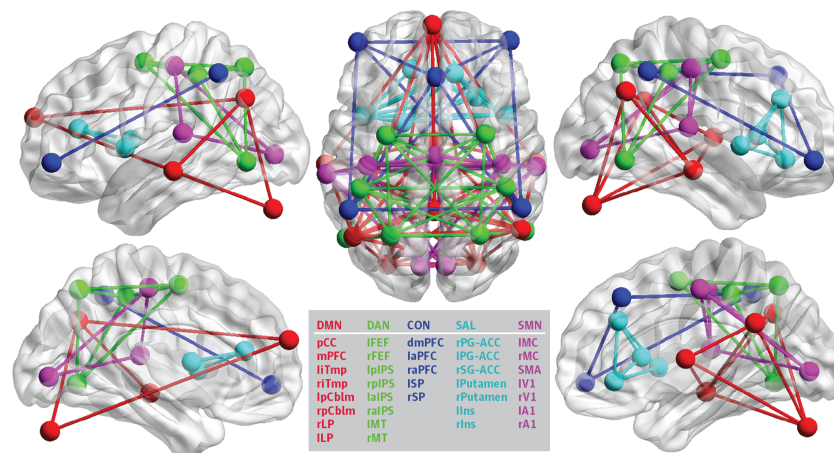 DMN DAN CON SAL SMN
pCC lFEF dmPFC rPG-ACC lMC
mPFC rFEF laPFC lPG-ACC rMC
liTmp lpIPS raPFC rSG-ACC SMA
riTmp rpIPS lSP lPutamen lV1
lpCblm laIPS rSP rPutamen rV1
rpCblm raIPS lIns lA1
rLP lMT rIns rA1
lLP rMT